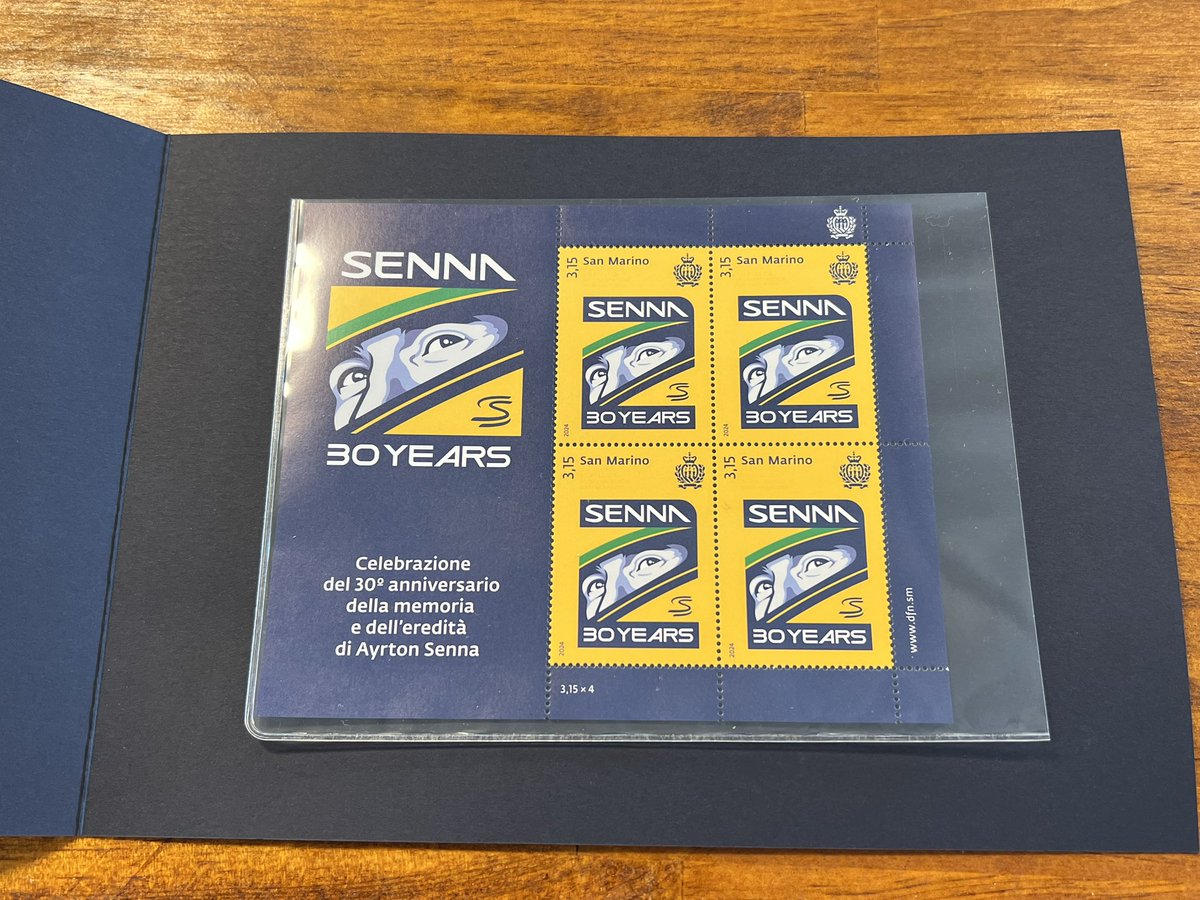 SENNA
30 YEARS
Celebrazione
del 30º anniversario
della memoria
e dell'eredità
di Ayrton Senna
3,15 San Marino
SENNA
30 YEARS
2024
3,15 San Marino
SENNA
30 YEARS
2024
3,15 San Marino
SENNA
30 YEARS
2024
3,15 San Marino
SENNA
30 YEARS
2024
3,15 × 4
www.dfn.sm